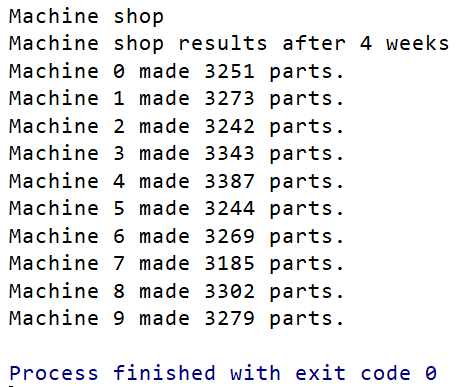 Machine shop
Machine shop results after 4 weeks
Machine 0 made 3251 parts.
Machine 1 made 3273 parts.
Machine 2 made 3242 parts.
Machine 3 made 3343 parts.
Machine 4 made 3387 parts.
Machine 5 made 3244 parts.
Machine 6 made 3269 parts.
Machine 7 made 3185 parts.
Machine 8 made 3302 parts.
Machine 9 made 3279 parts.
Process finished with exit code 0